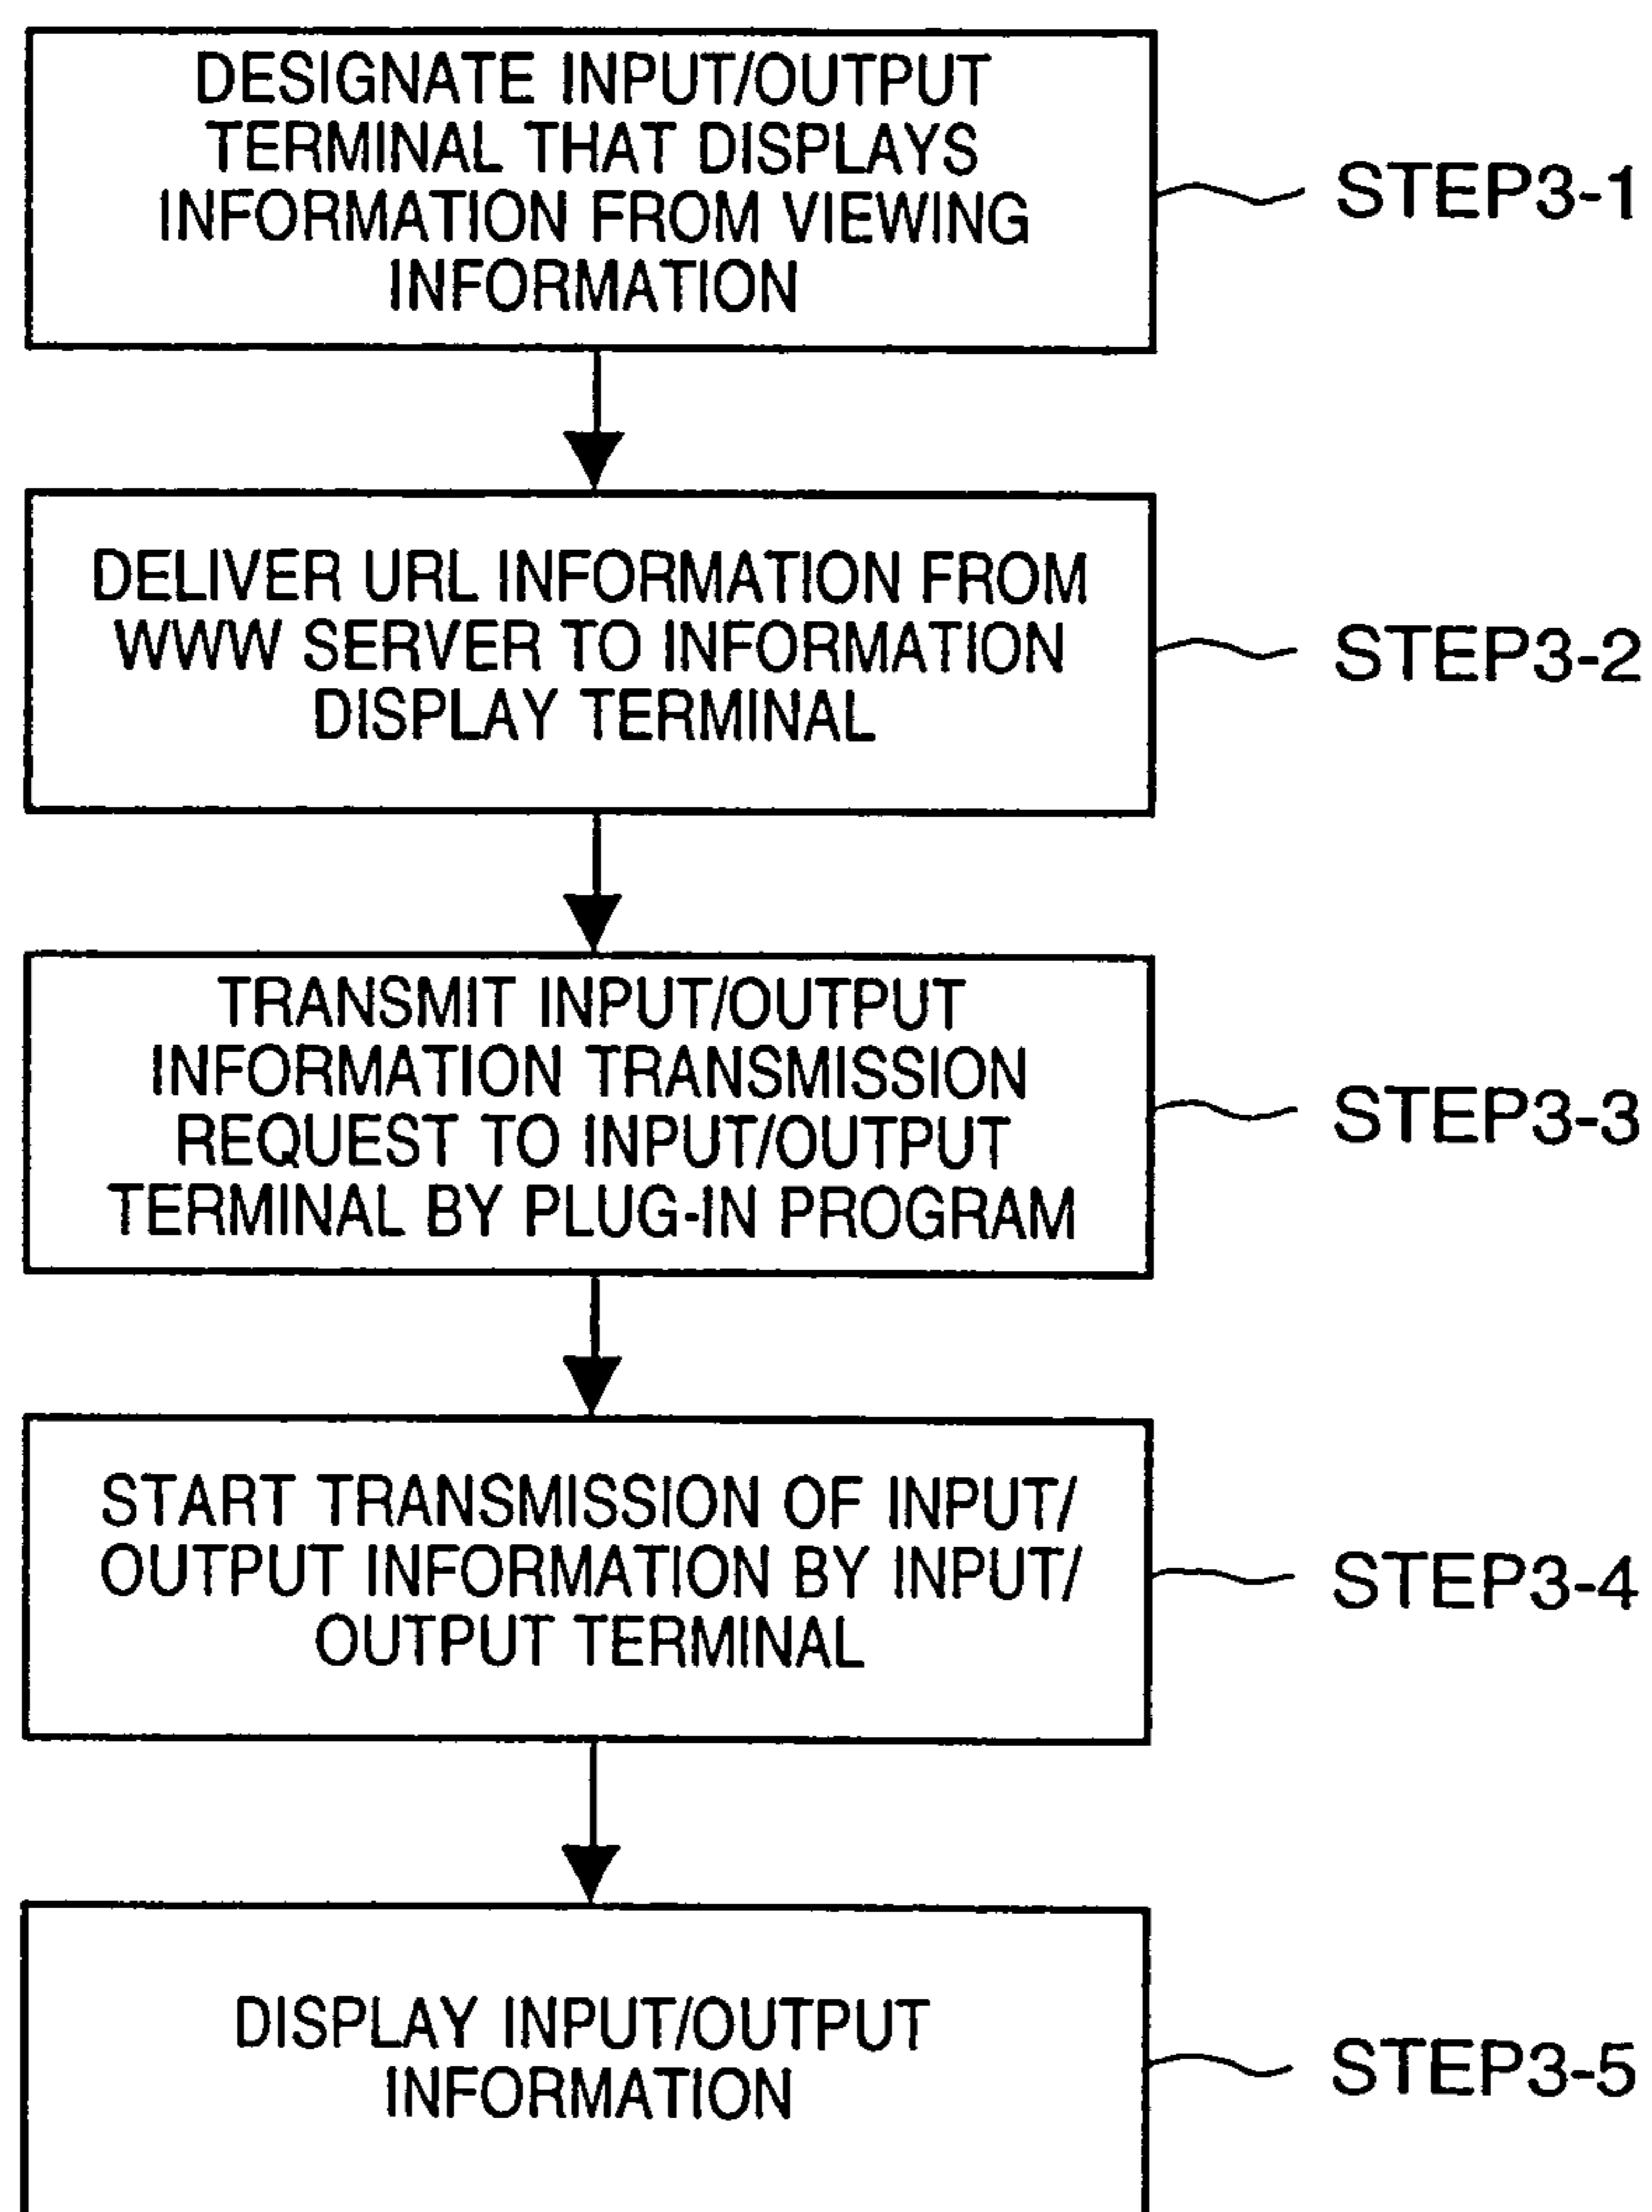 DESIGNATE INPUT/OUTPUT
TERMINAL THAT DISPLAYS
INFORMATION FROM VIEWING
INFORMATION
STEP3-1
DELIVER URL INFORMATION FROM
WWW SERVER TO INFORMATION
DISPLAY TERMINAL
STEP3-2
TRANSMIT INPUT/OUTPUT
INFORMATION TRANSMISSION
REQUEST TO INPUT/OUTPUT
TERMINAL BY PLUG-IN PROGRAM
STEP3-3
START TRANSMISSION OF INPUT/
OUTPUT INFORMATION BY INPUT/
OUTPUT TERMINAL
STEP3-4
DISPLAY INPUT/OUTPUT
INFORMATION
STEP3-5